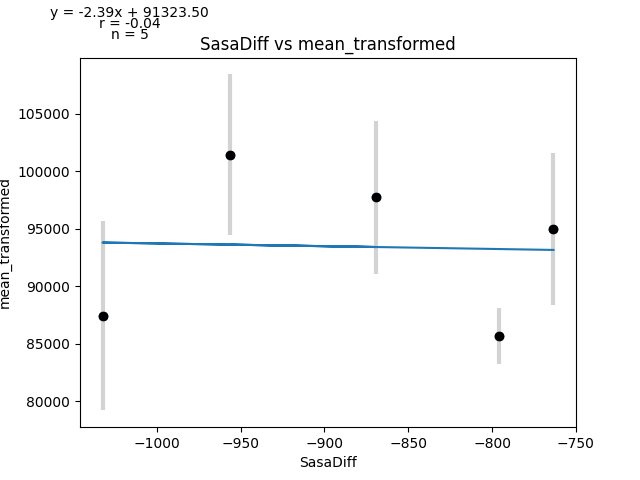 y = -2.39x + 91323.50
r = -0.04
n = 5
SasaDiff vs mean_transformed
105000
100000
95000
90000
85000
80000
mean_transformed
−1000
−950
−900
−850
−800
−750
SasaDiff